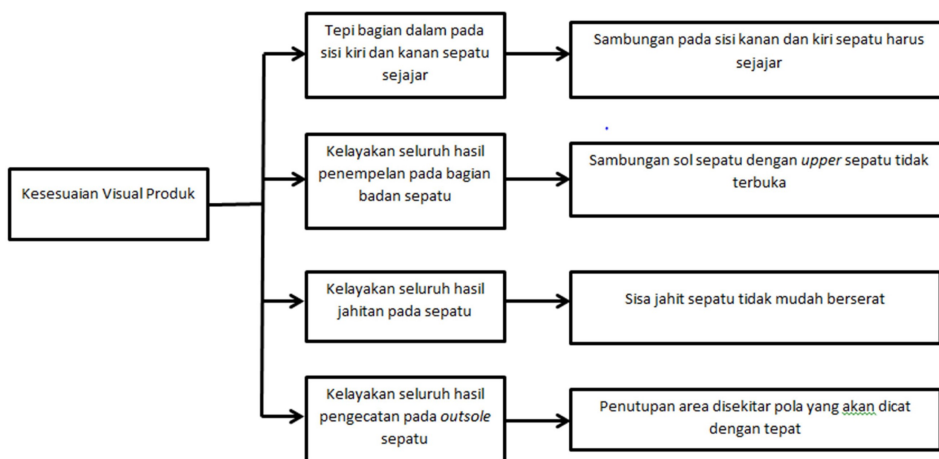 Kesesuaian Visual Produk
Tepi bagian dalam pada
sisi kiri dan kanan sepatu
sejajar
Sambungan pada sisi kanan dan kiri sepatu harus
sejajar
Kelayakan seluruh hasil
penempelan pada bagian
badan sepatu
Sambungan sol sepatu dengan upper sepatu tidak
terbuka
Kelayakan seluruh hasil
jahitan pada sepatu
Sisa jahit sepatu tidak mudah berserat
Kelayakan seluruh hasil
pengecatan pada outsole
sepatu
Penutupan area disekitar pola yang akan dicat
dengan tepat